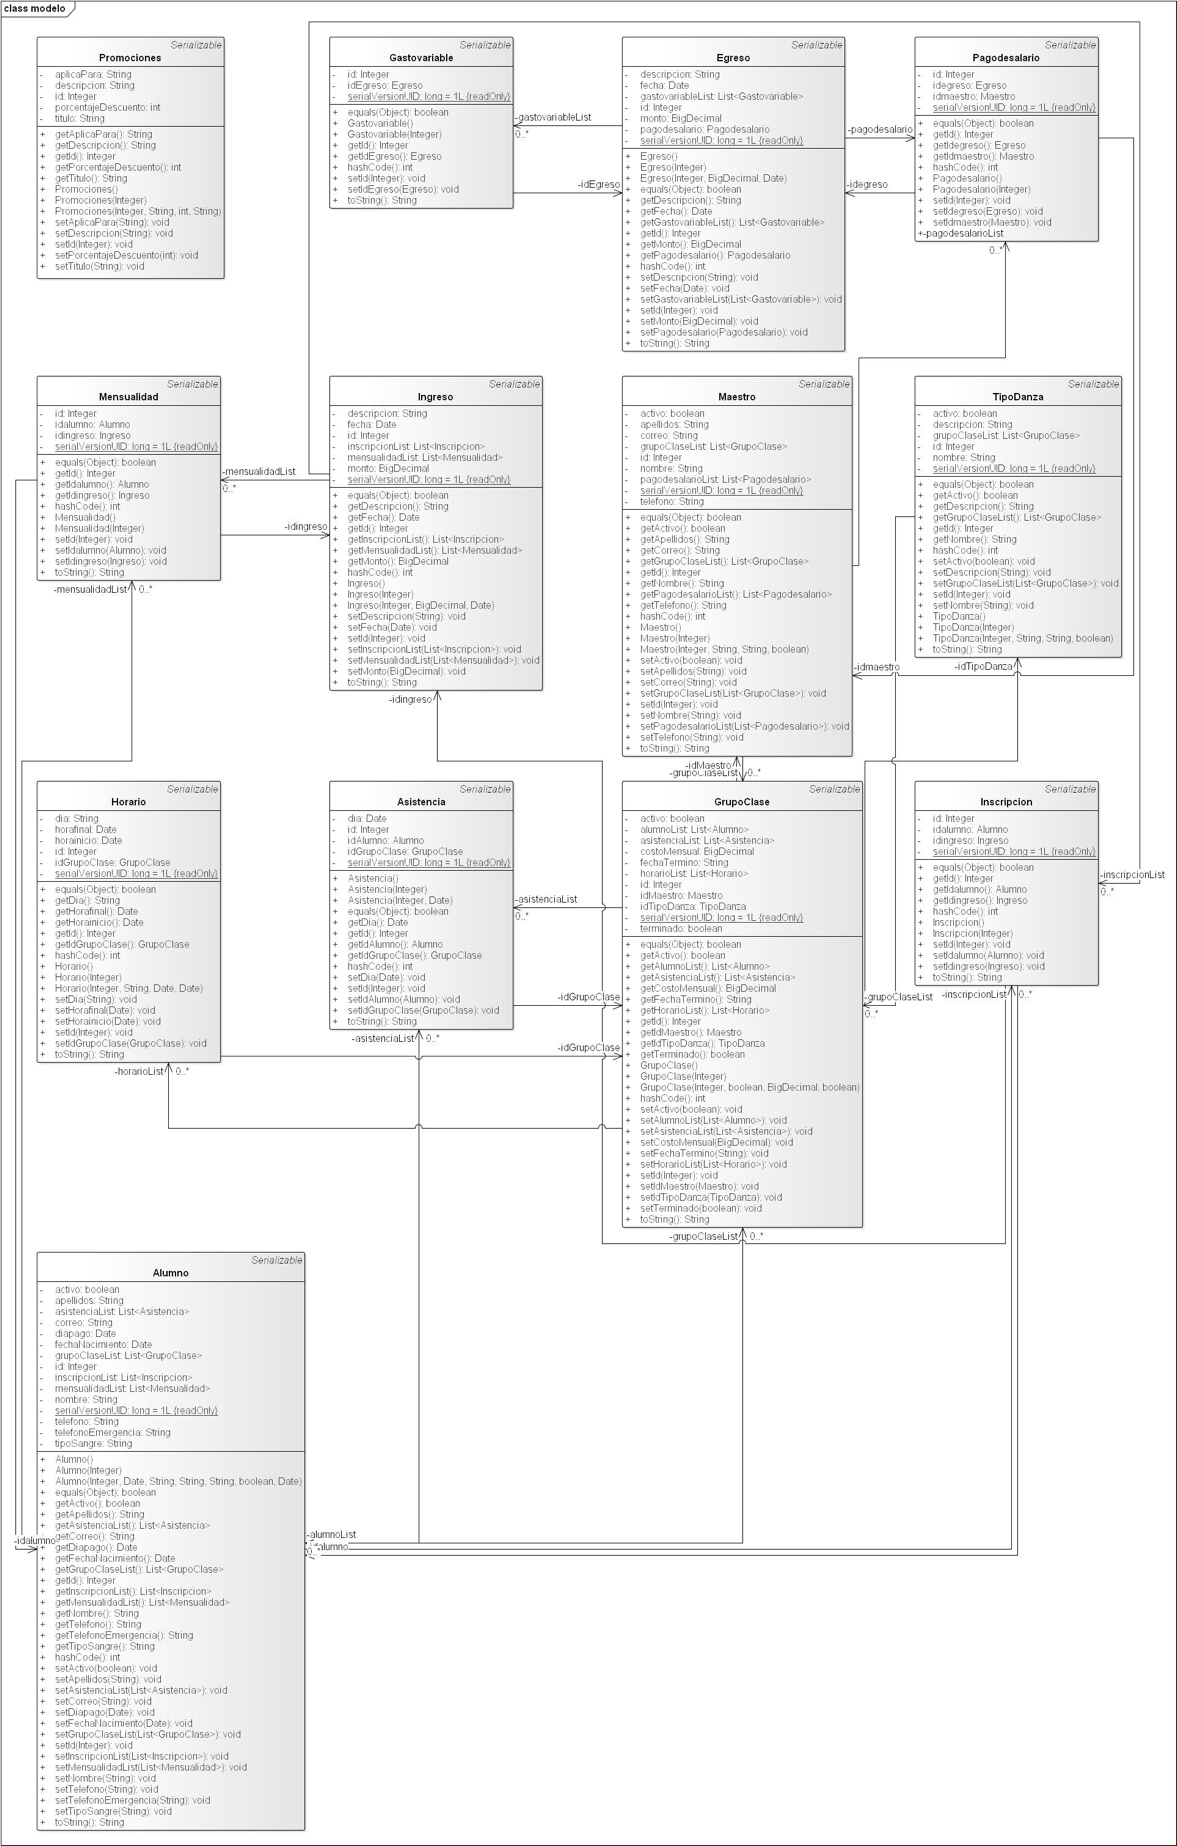 class modelo
Serializable
Promociones
- aplicaPara: String
- descripcion: String
- id: Integer
- porcentajeDescuento: int
- titulo: String
+ getAplicaPara(): String
+ getDescripcion(): String
+ getId(): Integer
+ getPorcentajeDescuento(): int
+ getTitulo(): String
+ Promociones()
+ Promociones(Integer)
+ Promociones(Integer, String, int, String)
+ setAplicaPara(String): void
+ setDescripcion(String): void
+ setId(Integer): void
+ setPorcentajeDescuento(int): void
+ setTitulo(String): void
Serializable
Gastovariable
- id: Integer
- idEgreso: Egreso
- serialVersionUID: long = 1L {readOnly}
+ equals(Object): boolean
+ Gastovariable()
+ Gastovariable(Integer)
+ getId(): Integer
+ getIdEgreso(): Egreso
+ hashCode(): int
+ setId(Integer): void
+ setIdEgreso(Egreso): void
+ toString(): String
-gastovariableList
0..*
-idEgreso
Serializable
Egreso
- descripcion: String
- fecha: Date
- gastovariableList: List<Gastovariable>
- id: Integer
- monto: BigDecimal
- pagodesalario: Pagodesalario
- serialVersionUID: long = 1L {readOnly}
+ Egreso()
+ Egreso(Integer)
+ Egreso(Integer, BigDecimal, Date)
+ equals(Object): boolean
+ getDescripcion(): String
+ getFecha(): Date
+ getGastovariableList(): List<Gastovariable>
+ getId(): Integer
+ getMonto(): BigDecimal
+ getPagodesalario(): Pagodesalario
+ hashCode(): int
+ setDescripcion(String): void
+ setFecha(Date): void
+ setGastovariableList(List<Gastovariable>): void
+ setId(Integer): void
+ setMonto(BigDecimal): void
+ setPagodesalario(Pagodesalario): void
+ toString(): String
-pagodesalario
-idegreso
Serializable
Pagodesalario
- id: Integer
- idegreso: Egreso
- idmaestro: Maestro
- serialVersionUID: long = 1L {readOnly}
+ equals(Object): boolean
+ getId(): Integer
+ getIdegreso(): Egreso
+ getIdmaestro(): Maestro
+ hashCode(): int
+ Pagodesalario()
+ Pagodesalario(Integer)
+ setId(Integer): void
+ setIdegreso(Egreso): void
+ setIdmaestro(Maestro): void
+
-pagodesalarioList
0..*
Serializable
Mensualidad
- id: Integer
- idalumno: Alumno
- idingreso: Ingreso
- serialVersionUID: long = 1L {readOnly}
+ equals(Object): boolean
+ getId(): Integer
+ getIdalumno(): Alumno
+ getIdingreso(): Ingreso
+ hashCode(): int
+ Mensualidad()
+ Mensualidad(Integer)
+ setId(Integer): void
+ setIdalumno(Alumno): void
+ setIdingreso(Ingreso): void
+ toString(): String
-mensualidadList
0..*
-mensualidadList
0..*
-idingreso
Serializable
Ingreso
- descripcion: String
- fecha: Date
- id: Integer
- inscripcionList: List<Inscripcion>
- mensualidadList: List<Mensualidad>
- monto: BigDecimal
- serialVersionUID: long = 1L {readOnly}
+ equals(Object): boolean
+ getDescripcion(): String
+ getFecha(): Date
+ getId(): Integer
+ getInscripcionList(): List<Inscripcion>
+ getMensualidadList(): List<Mensualidad>
+ getMonto(): BigDecimal
+ hashCode(): int
+ Ingreso()
+ Ingreso(Integer)
+ Ingreso(Integer, BigDecimal, Date)
+ setDescripcion(String): void
+ setFecha(Date): void
+ setId(Integer): void
+ setInscripcionList(List<Inscripcion>): void
+ setMensualidadList(List<Mensualidad>): void
+ setMonto(BigDecimal): void
+ toString(): String
-idingreso
Serializable
Maestro
- activo: boolean
- apellidos: String
- correo: String
- grupoClaseList: List<GrupoClase>
- id: Integer
- nombre: String
- pagodesalarioList: List<Pagodesalario>
- serialVersionUID: long = 1L {readOnly}
- telefono: String
+ equals(Object): boolean
+ getActivo(): boolean
+ getApellidos(): String
+ getCorreo(): String
+ getGrupoClaseList(): List<GrupoClase>
+ getId(): Integer
+ getNombre(): String
+ getPagodesalarioList(): List<Pagodesalario>
+ getTelefono(): String
+ hashCode(): int
+ Maestro()
+ Maestro(Integer)
+ Maestro(Integer, String, String, boolean)
+ setActivo(boolean): void
+ setApellidos(String): void
+ setCorreo(String): void
+ setGrupoClaseList(List<GrupoClase>): void
+ setId(Integer): void
+ setNombre(String): void
+ setPagodesalarioList(List<Pagodesalario>): void
+ setTelefono(String): void
+ toString(): String
-idmaestro
-idMaestro
-grupoClaseList
0..*
Serializable
TipoDanza
- activo: boolean
- descripcion: String
- grupoClaseList: List<GrupoClase>
- id: Integer
- nombre: String
- serialVersionUID: long = 1L {readOnly}
+ equals(Object): boolean
+ getActivo(): boolean
+ getDescripcion(): String
+ getGrupoClaseList(): List<GrupoClase>
+ getId(): Integer
+ getNombre(): String
+ hashCode(): int
+ setActivo(boolean): void
+ setDescripcion(String): void
+ setGrupoClaseList(List<GrupoClase>): void
+ setId(Integer): void
+ setNombre(String): void
+ TipoDanza()
+ TipoDanza(Integer)
+ TipoDanza(Integer, String, String, boolean)
+ toString(): String
-idTipoDanza
Serializable
Horario
- dia: String
- horafinal: Date
- horainicio: Date
- id: Integer
- idGrupoClase: GrupoClase
- serialVersionUID: long = 1L {readOnly}
+ equals(Object): boolean
+ getDia(): String
+ getHorafinal(): Date
+ getHorainicio(): Date
+ getId(): Integer
+ getIdGrupoClase(): GrupoClase
+ hashCode(): int
+ Horario()
+ Horario(Integer)
+ Horario(Integer, String, Date, Date)
+ setDia(String): void
+ setHorafinal(Date): void
+ setHorainicio(Date): void
+ setId(Integer): void
+ setIdGrupoClase(GrupoClase): void
+ toString(): String
-horarioList
0..*
Serializable
Asistencia
- dia: Date
- id: Integer
- idAlumno: Alumno
- idGrupoClase: GrupoClase
- serialVersionUID: long = 1L {readOnly}
+ Asistencia()
+ Asistencia(Integer)
+ Asistencia(Integer, Date)
+ equals(Object): boolean
+ getDia(): Date
+ getId(): Integer
+ getIdAlumno(): Alumno
+ getIdGrupoClase(): GrupoClase
+ hashCode(): int
+ setDia(Date): void
+ setId(Integer): void
+ setIdAlumno(Alumno): void
+ setIdGrupoClase(GrupoClase): void
+ toString(): String
-asistenciaList
0..*
-asistenciaList
0..*
-idGrupoClase
-idGrupoClase
Serializable
GrupoClase
- activo: boolean
- alumnoList: List<Alumno>
- asistenciaList: List<Asistencia>
- costoMensual: BigDecimal
- fechaTermino: String
- horarioList: List<Horario>
- id: Integer
- idMaestro: Maestro
- idTipoDanza: TipoDanza
- serialVersionUID: long = 1L {readOnly}
- terminado: boolean
+ equals(Object): boolean
+ getActivo(): boolean
+ getAlumnoList(): List<Alumno>
+ getAsistenciaList(): List<Asistencia>
+ getCostoMensual(): BigDecimal
+ getFechaTermino(): String
+ getHorarioList(): List<Horario>
+ getId(): Integer
+ getIdMaestro(): Maestro
+ getIdTipoDanza(): TipoDanza
+ getTerminado(): boolean
+ GrupoClase()
+ GrupoClase(Integer)
+ GrupoClase(Integer, boolean, BigDecimal, boolean)
+ hashCode(): int
+ setActivo(boolean): void
+ setAlumnoList(List<Alumno>): void
+ setAsistenciaList(List<Asistencia>): void
+ setCostoMensual(BigDecimal): void
+ setFechaTermino(String): void
+ setHorarioList(List<Horario>): void
+ setId(Integer): void
+ setIdMaestro(Maestro): void
+ setIdTipoDanza(TipoDanza): void
+ setTerminado(boolean): void
+ toString(): String
-grupoClaseList
0..*
-grupoClaseList
0..*
Serializable
Inscripcion
- id: Integer
- idalumno: Alumno
- idingreso: Ingreso
- serialVersionUID: long = 1L {readOnly}
+ equals(Object): boolean
+ getId(): Integer
+ getIdalumno(): Alumno
+ getIdingreso(): Ingreso
+ hashCode(): int
+ Inscripcion()
+ Inscripcion(Integer)
+ setId(Integer): void
+ setIdalumno(Alumno): void
+ setIdingreso(Ingreso): void
+ toString(): String
-inscripcionList
0..*
-inscripcionList
0..*
Serializable
Alumno
- activo: boolean
- apellidos: String
- asistenciaList: List<Asistencia>
- correo: String
- diapago: Date
- fechaNacimiento: Date
- grupoClaseList: List<GrupoClase>
- id: Integer
- inscripcionList: List<Inscripcion>
- mensualidadList: List<Mensualidad>
- nombre: String
- serialVersionUID: long = 1L {readOnly}
- telefono: String
- telefonoEmergencia: String
- tipoSangre: String
+ Alumno()
+ Alumno(Integer)
+ Alumno(Integer, Date, String, String, String, boolean, Date)
+ equals(Object): boolean
+ getActivo(): boolean
+ getApellidos(): String
+ getAsistenciaList(): List<Asistencia>
+ getCorreo(): String
+ getDiapago(): Date
+ getFechaNacimiento(): Date
+ getGrupoClaseList(): List<GrupoClase>
+ getId(): Integer
+ getInscripcionList(): List<Inscripcion>
+ getMensualidadList(): List<Mensualidad>
+ getNombre(): String
+ getTelefono(): String
+ getTelefonoEmergencia(): String
+ getTipoSangre(): String
+ hashCode(): int
+ setActivo(boolean): void
+ setApellidos(String): void
+ setAsistenciaList(List<Asistencia>): void
+ setCorreo(String): void
+ setDiapago(Date): void
+ setFechaNacimiento(Date): void
+ setGrupoClaseList(List<GrupoClase>): void
+ setId(Integer): void
+ setInscripcionList(List<Inscripcion>): void
+ setMensualidadList(List<Mensualidad>): void
+ setNombre(String): void
+ setTelefono(String): void
+ setTelefonoEmergencia(String): void
+ setTipoSangre(String): void
+ toString(): String
-idalumno
-alumnoList